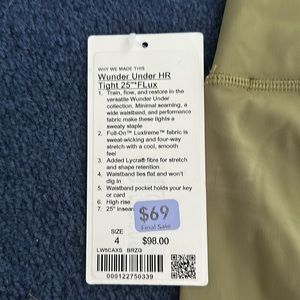 WHY WE MADE THIS
Wunder Under HR
Tight 25"*FLux
1. Train, flow, and restore in the
versatile Wunder Under
collection. Minimal seaming, a
wide waistband, and performance
fabric make these tights a
sweaty staple
2. Full-On™ Luxtreme™ fabric is
sweat-wicking and four-way
stretch with a cool, smooth
feel
3. Added Lycra® fibre for stretch
and shape retention
4. Waistband lies flat and won't
dig in
5. Waistband pocket holds your key
or card
6. High rise
7. 25" inseam
$69
Final Sale
SIZE
4 $98.00
LW5CAXS BRZG
000122750339